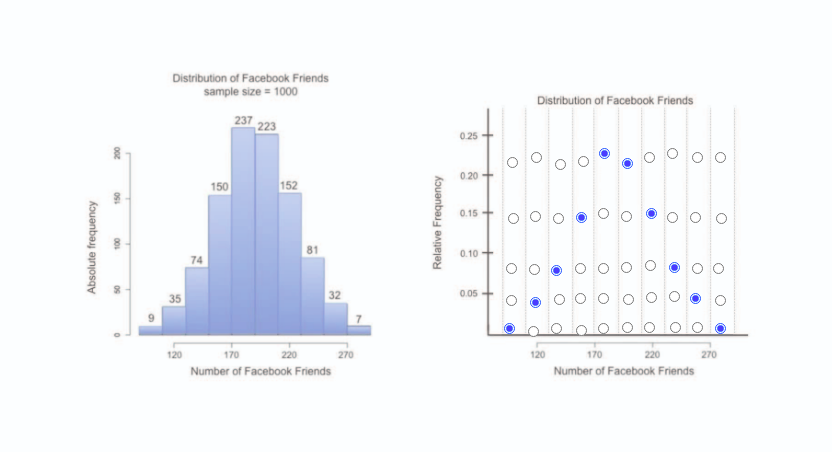 Distribution of Facebook Friends
sample size = 1000
237
223
150
152
74
81
35
32
9
7
200
150
100
50
0
Absolute frequency
120 170 220 270
Number of Facebook Friends
Distribution of Facebook Friends
0.25
0.20
0.15
0.10
0.05
Relative Frequency
120 170 220 270
Number of Facebook Friends